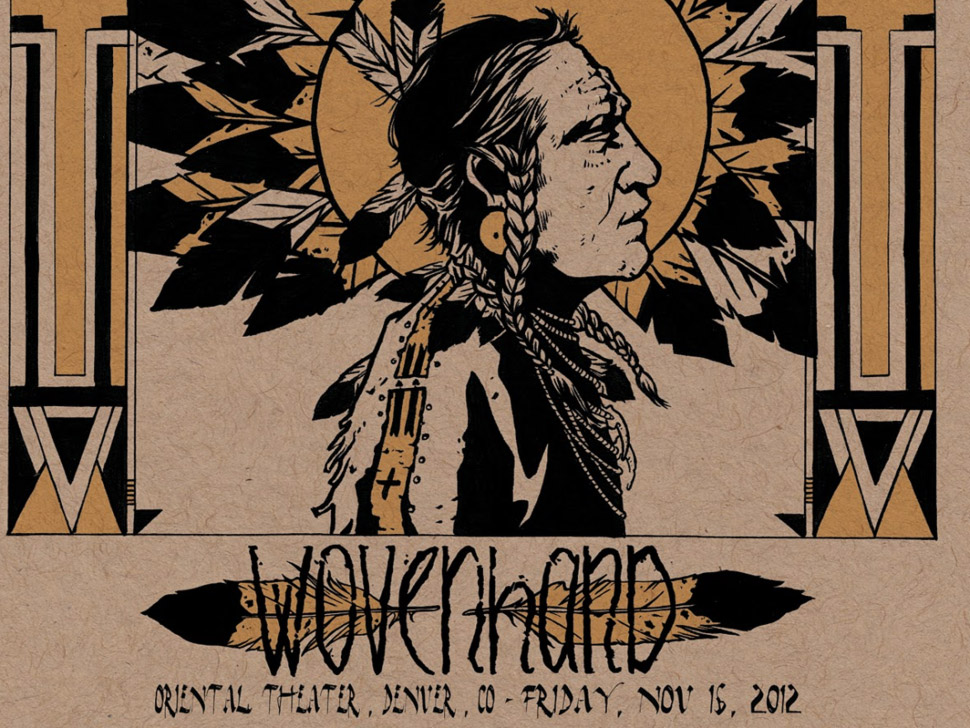 WOVENHAND
ORIENTAL THEATER, DENVER, CO - FRIDAY, NOV 16, 2012